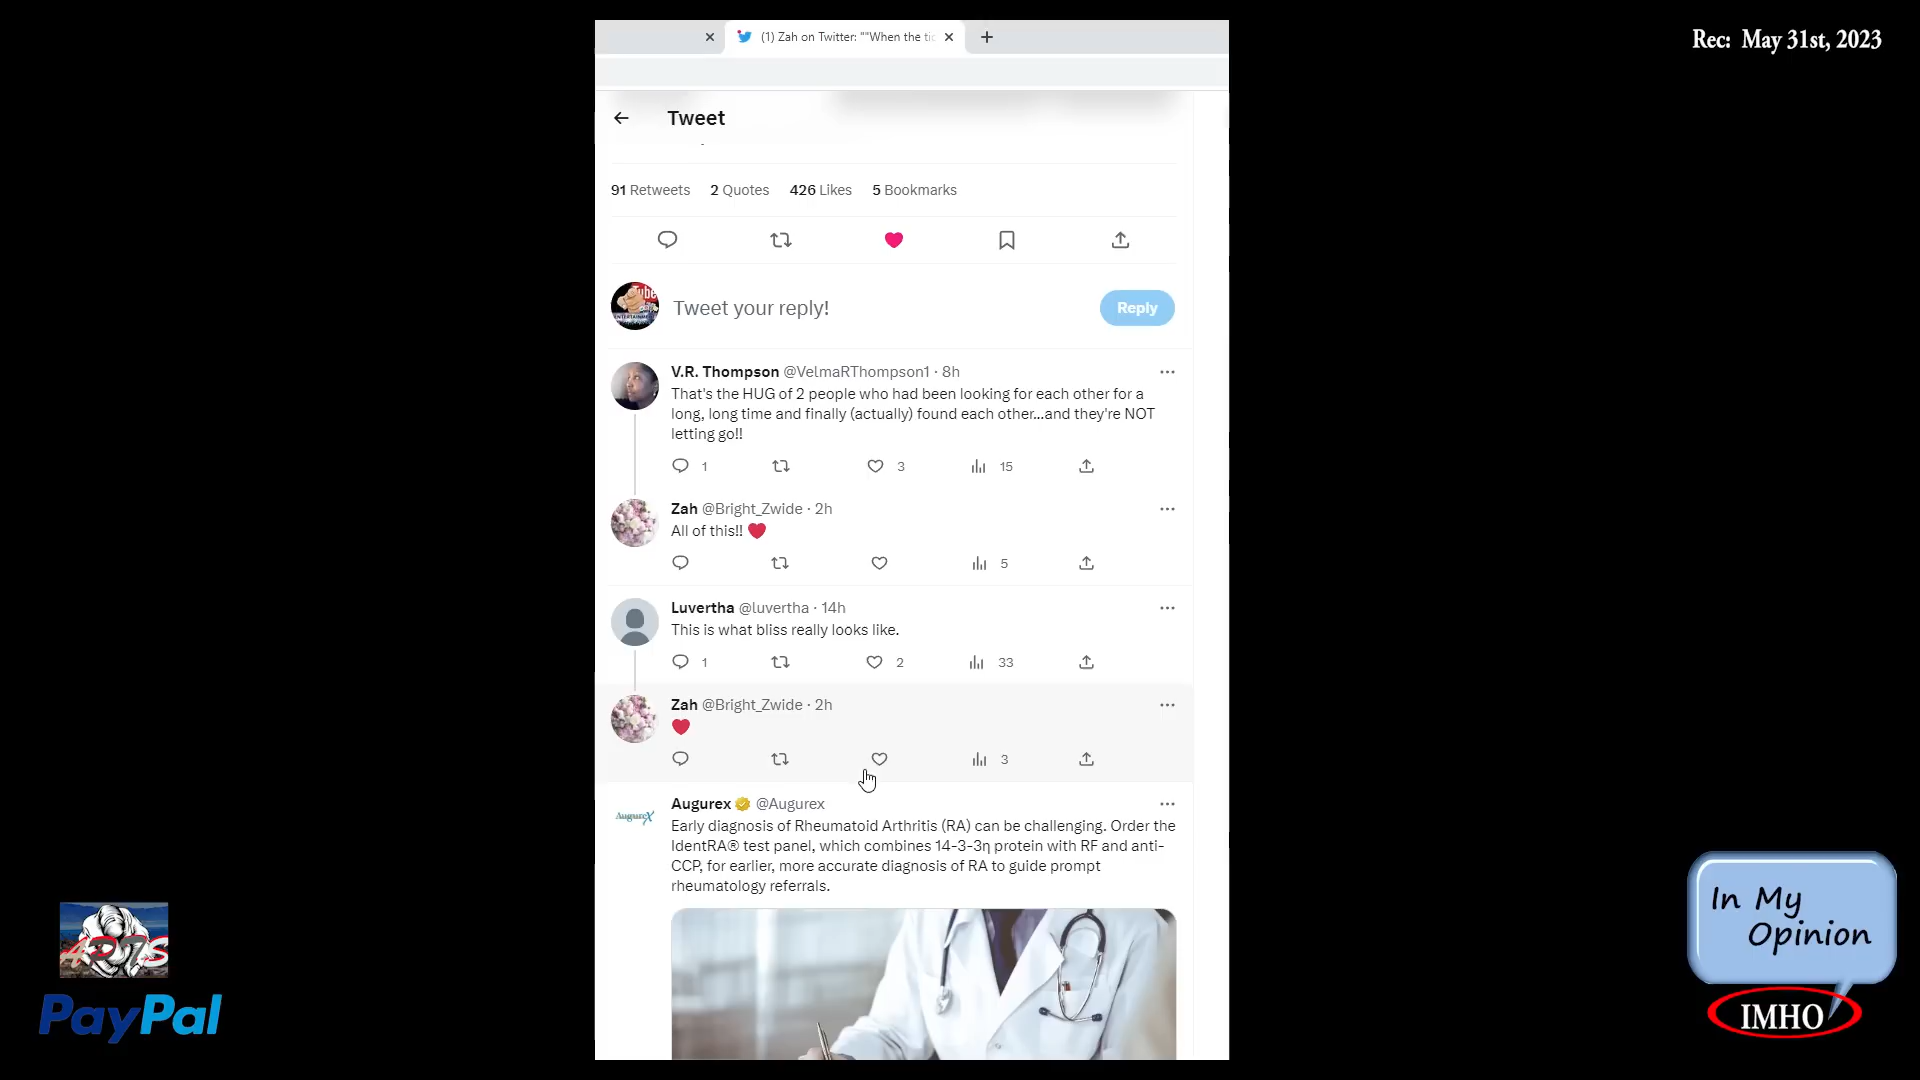 (1) Zah on Twitter: ""When the tic
Rec: May 31st, 2023
Tweet
91 Retweets 2 Quotes 426 Likes 5 Bookmarks
Tweet your reply!
Reply
V.R. Thompson @VelmaRThompson1 · 8h
That's the HUG of 2 people who had been looking for each other for a
long, long time and finally (actually) found each other...and they're NOT
letting go!!
1 3 15
Zah @Bright_Zwide · 2h
All of this!!
5
Luvertha @luvertha · 14h
This is what bliss really looks like.
1 2 33
Zah @Bright_Zwide · 2h
3
Augurex @Augurex
AugureX
Early diagnosis of Rheumatoid Arthritis (RA) can be challenging. Order the
IdentRA® test panel, which combines 14-3-3η protein with RF and anti-
CCP, for earlier, more accurate diagnosis of RA to guide prompt
rheumatology referrals.
PayPal
In My
Opinion
IMHO